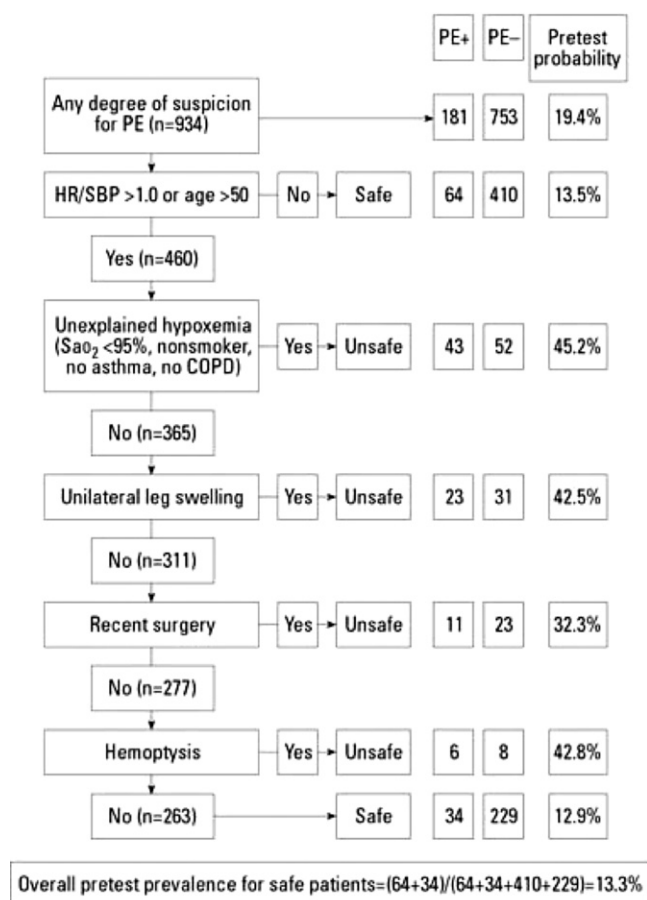 PE+ PE– Pretest
probability
Any degree of suspicion
for PE (n=934)
181 753 19.4%
HR/SBP >1.0 or age >50 No Safe 64 410 13.5%
Yes (n=460)
Unexplained hypoxemia
(Sao₂ <95%, nonsmoker,
no asthma, no COPD)
Yes Unsafe 43 52 45.2%
No (n=365)
Unilateral leg swelling Yes Unsafe 23 31 42.5%
No (n=311)
Recent surgery Yes Unsafe 11 23 32.3%
No (n=277)
Hemoptysis Yes Unsafe 6 8 42.8%
No (n=263) Safe 34 229 12.9%
Overall pretest prevalence for safe patients=(64+34)/(64+34+410+229)=13.3%